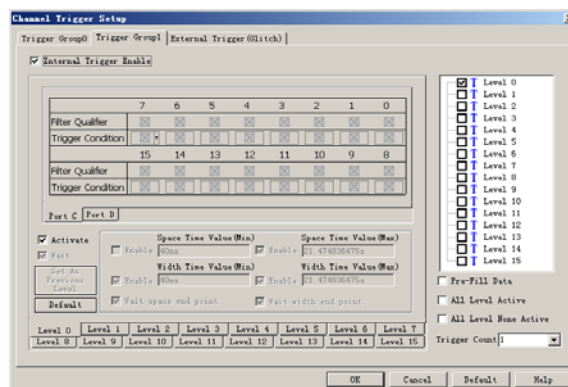 Channel Trigger Setup
Trigger Group0 Trigger Group1 External Trigger(Glitch)
Internal Trigger Enable
7 6 5 4 3 2 1 0
Filter Qualifier
Trigger Condition
15 14 13 12 11 10 9 8
Filter Qualifier
Trigger Condition
Port C Port D
Activate
Wait
Set As Previous Level
Default
Space Time Value(Min) Space Time Value(Max)
Enable 40ns Enable 21.474836475s
Width Time Value(Min) Width Time Value(Max)
Enable 40ns Enable 21.474836475s
Wait space end point Wait width end point
Level 0 Level 1 Level 2 Level 3 Level 4 Level 5 Level 6 Level 7
Level 8 Level 9 Level 10 Level 11 Level 12 Level 13 Level 14 Level 15
T Level 0
T Level 1
T Level 2
T Level 3
T Level 4
T Level 5
T Level 6
T Level 7
T Level 8
T Level 9
T Level 10
T Level 11
T Level 12
T Level 13
T Level 14
T Level 15
Pre-Fill Data
All Level Active
All Level None Active
Trigger Count 1
OK Cancel Default Help